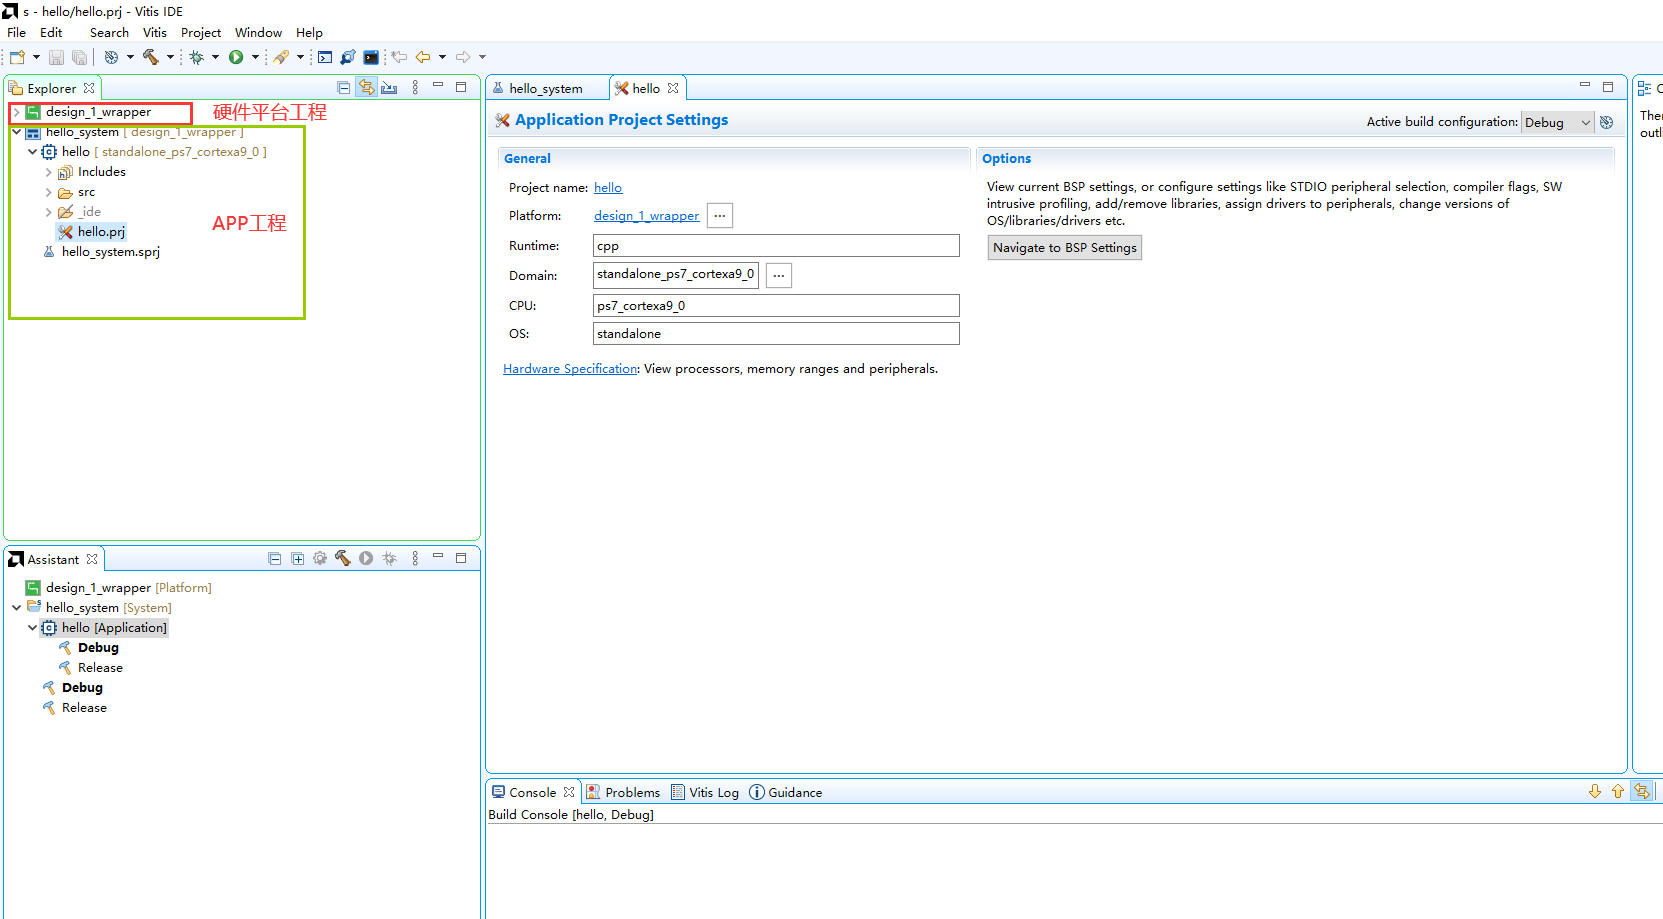 s - hello/hello.prj - Vitis IDE
File Edit Search Vitis Project Window Help
Explorer
design_1_wrapper 硬件平台工程
hello_system [ design_1_wrapper ]
hello [ standalone_ps7_cortexa9_0 ]
Includes
src
_ide
hello.prj
hello_system.sprj
APP工程
Assistant
design_1_wrapper [Platform]
hello_system [System]
hello [Application]
Debug
Release
Debug
Release
hello_system hello
Application Project Settings
Active build configuration: Debug
General
Project name: hello
Platform: design_1_wrapper ...
Runtime: cpp
Domain: standalone_ps7_cortexa9_0 ...
CPU: ps7_cortexa9_0
OS: standalone
Hardware Specification: View processors, memory ranges and peripherals.
Options
View current BSP settings, or configure settings like STDIO peripheral selection, compiler flags, SW
intrusive profiling, add/remove libraries, assign drivers to peripherals, change versions of
OS/libraries/drivers etc.
Navigate to BSP Settings
Console Problems Vitis Log Guidance
Build Console [hello, Debug]